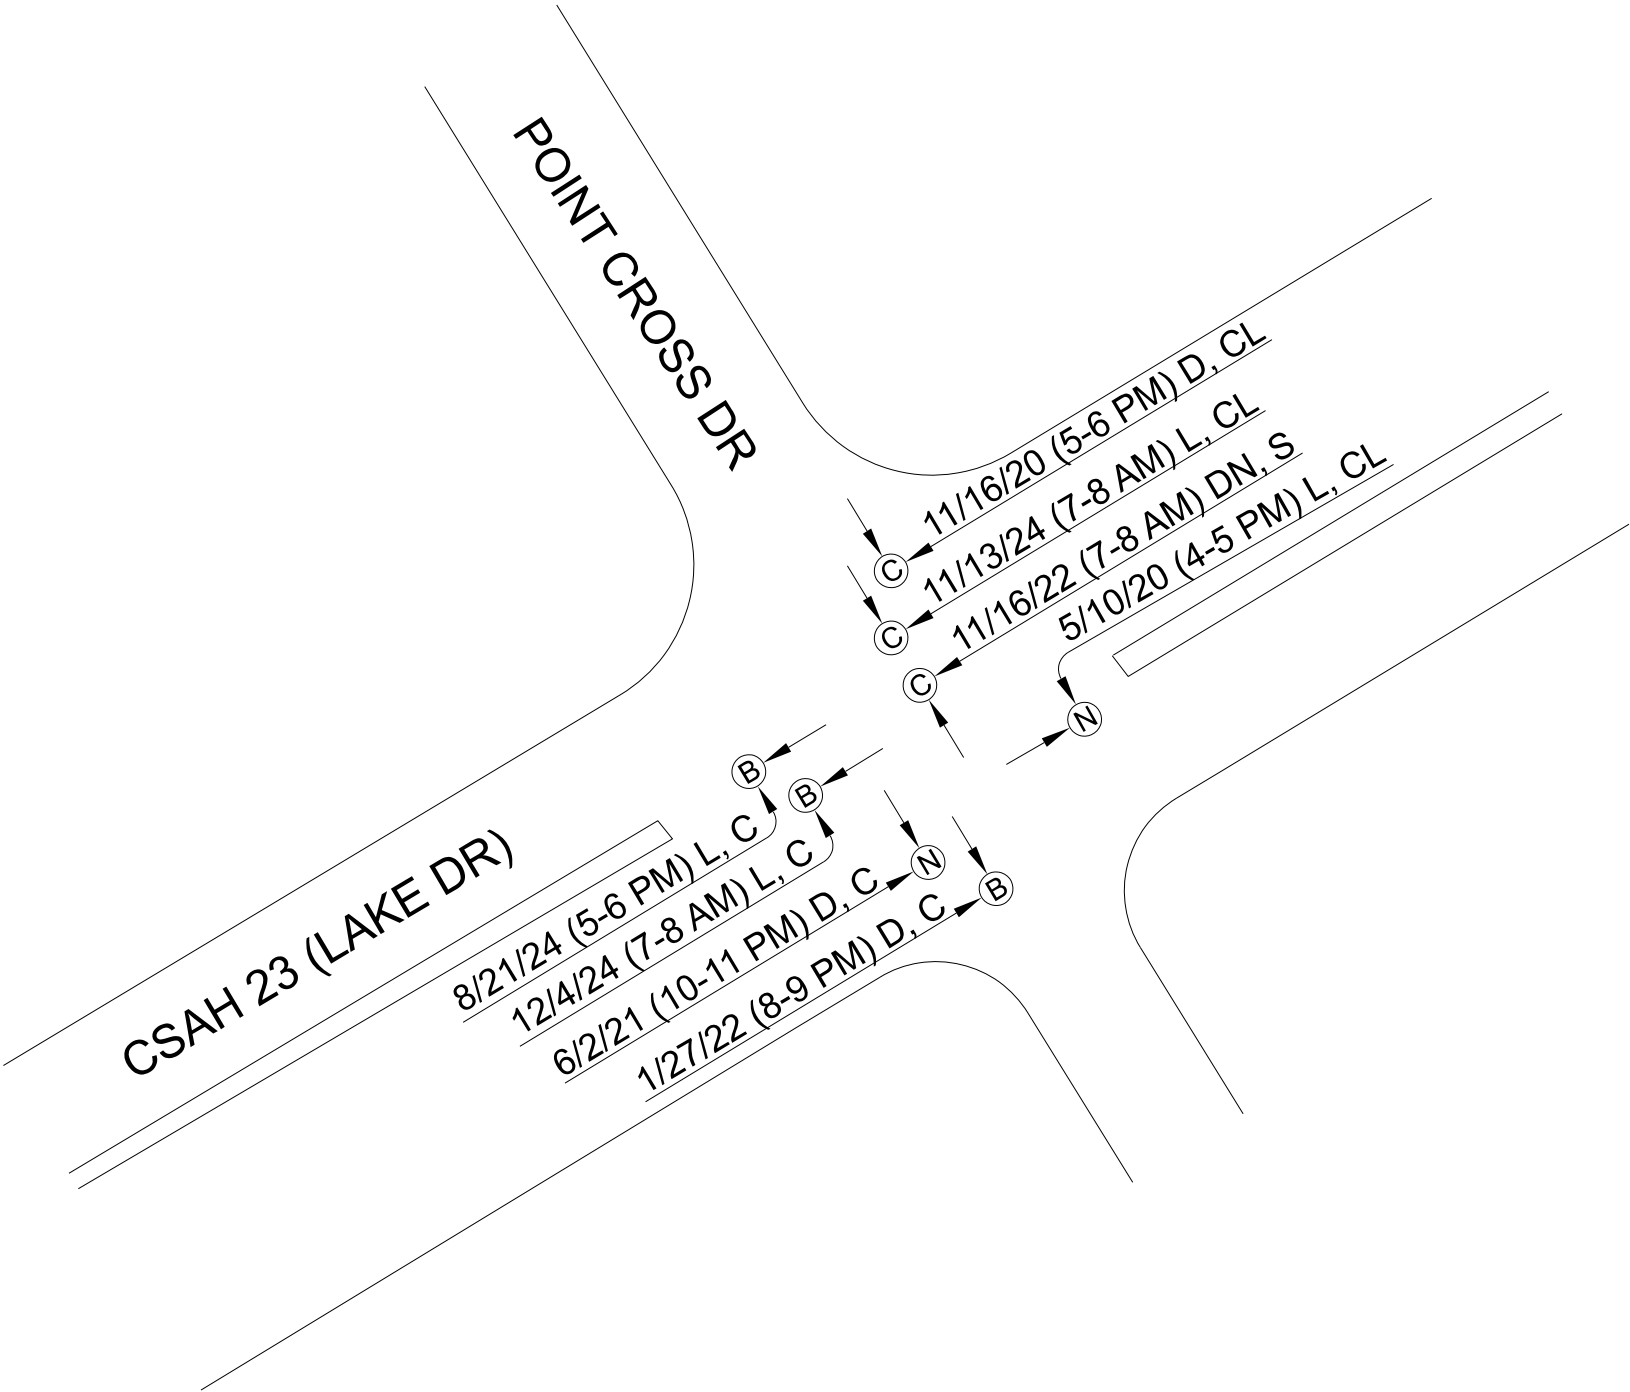 POINT CROSS DR
11/16/20 (5-6 PM) D, CL
C
11/13/24 (7-8 AM) L, CL
C
11/16/22 (7-8 AM) DN, S
C
5/10/20 (4-5 PM) L, CL
N
CSAH 23 (LAKE DR)
8/21/24 (5-6 PM) L, C
B
12/4/24 (7-8 AM) L, C
B
6/2/21 (10-11 PM) D, C
N
1/27/22 (8-9 PM) D, C
B